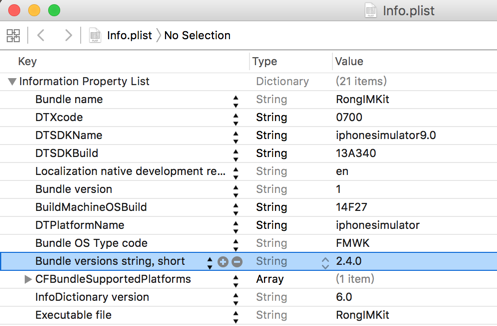 Info.plist
Info.plist No Selection
Key Type Value
Information Property List Dictionary (21 items)
Bundle name String RongIMKit
DTXcode String 0700
DTSDKName String iphonesimulator9.0
DTSDKBuild String 13A340
Localization native development re... String en
Bundle version String 1
BuildMachineOSBuild String 14F27
DTPlatformName String iphonesimulator
Bundle OS Type code String FMWK
Bundle versions string, short String 2.4.0
CFBundleSupportedPlatforms Array (1 item)
InfoDictionary version String 6.0
Executable file String RongIMKit